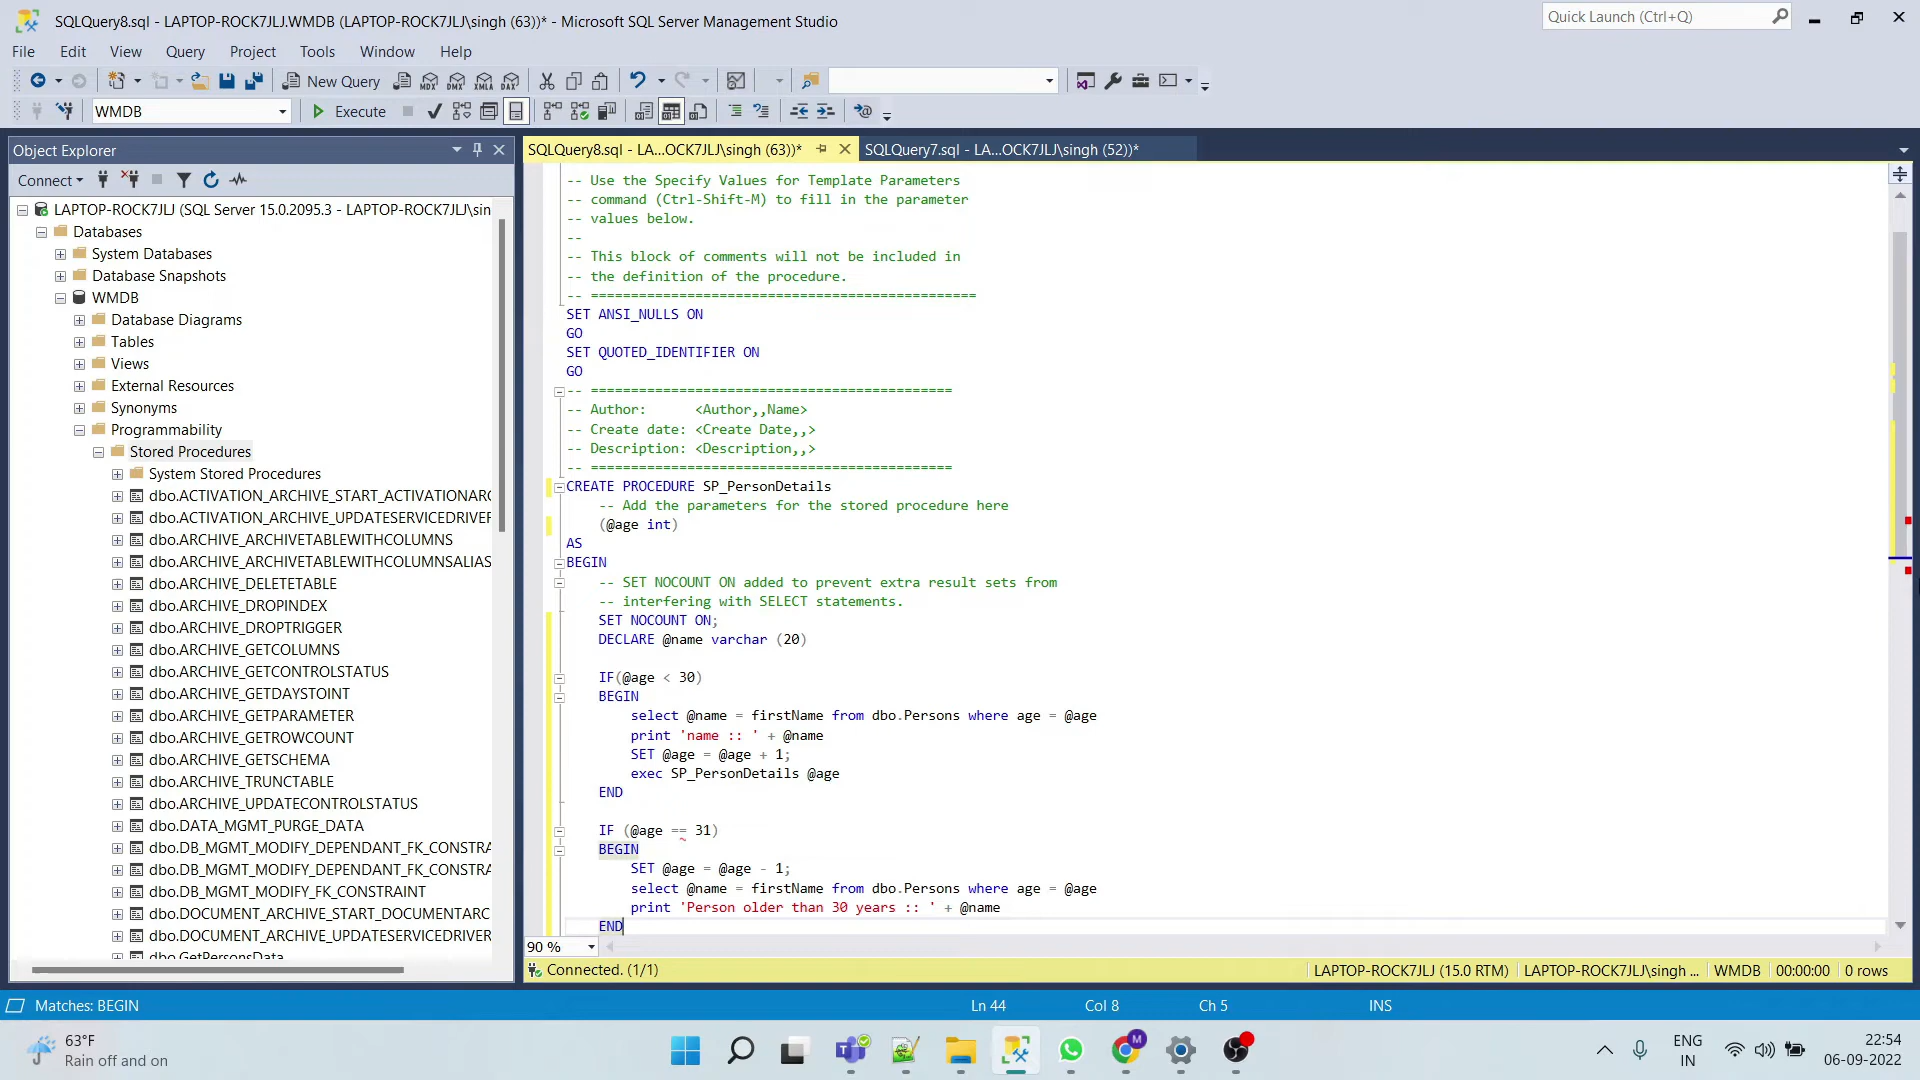 SQLQuery8.sql - LAPTOP-ROCK7JLJ.WMDB (LAPTOP-ROCK7JLJ\singh (63))* - Microsoft SQL Server Management Studio
Quick Launch (Ctrl+Q)
File Edit View Query Project Tools Window Help
New Query
MDX DMX XMLA DAX
WMDB
Execute
Object Explorer
Connect
LAPTOP-ROCK7JLJ (SQL Server 15.0.2095.3 - LAPTOP-ROCK7JLJ\sin
Databases
System Databases
Database Snapshots
WMDB
Database Diagrams
Tables
Views
External Resources
Synonyms
Programmability
Stored Procedures
System Stored Procedures
dbo.ACTIVATION_ARCHIVE_START_ACTIVATIONARC
dbo.ACTIVATION_ARCHIVE_UPDATESERVICEDRIVER
dbo.ARCHIVE_ARCHIVETABLEWITHCOLUMNS
dbo.ARCHIVE_ARCHIVETABLEWITHCOLUMNSALIAS
dbo.ARCHIVE_DELETETABLE
dbo.ARCHIVE_DROPINDEX
dbo.ARCHIVE_DROPTRIGGER
dbo.ARCHIVE_GETCOLUMNS
dbo.ARCHIVE_GETCONTROLSTATUS
dbo.ARCHIVE_GETDAYSTOINT
dbo.ARCHIVE_GETPARAMETER
dbo.ARCHIVE_GETROWCOUNT
dbo.ARCHIVE_GETSCHEMA
dbo.ARCHIVE_TRUNCTABLE
dbo.ARCHIVE_UPDATECONTROLSTATUS
dbo.DATA_MGMT_PURGE_DATA
dbo.DB_MGMT_MODIFY_DEPENDANT_FK_CONSTRA
dbo.DB_MGMT_MODIFY_DEPENDANT_FK_CONSTRA
dbo.DB_MGMT_MODIFY_FK_CONSTRAINT
dbo.DOCUMENT_ARCHIVE_START_DOCUMENTARC
dbo.DOCUMENT_ARCHIVE_UPDATESERVICEDRIVER
dbo.GetPersonsData
SQLQuery8.sql - LA...OCK7JLJ\singh (63))*
SQLQuery7.sql - LA...OCK7JLJ\singh (52))*
-- Use the Specify Values for Template Parameters
-- command (Ctrl-Shift-M) to fill in the parameter
-- values below.
--
-- This block of comments will not be included in
-- the definition of the procedure.
-- ================================================
SET ANSI_NULLS ON
GO
SET QUOTED_IDENTIFIER ON
GO
-- =============================================
-- Author:      <Author,,Name>
-- Create date: <Create Date,,>
-- Description: <Description,,>
-- =============================================
CREATE PROCEDURE SP_PersonDetails
-- Add the parameters for the stored procedure here
(@age int)
AS
BEGIN
-- SET NOCOUNT ON added to prevent extra result sets from
-- interfering with SELECT statements.
SET NOCOUNT ON;
DECLARE @name varchar (20)
IF(@age < 30)
BEGIN
select @name = firstName from dbo.Persons where age = @age
print 'name :: ' + @name
SET @age = @age + 1;
exec SP_PersonDetails @age
END
IF (@age == 31)
BEGIN
SET @age = @age - 1;
select @name = firstName from dbo.Persons where age = @age
print 'Person older than 30 years :: ' + @name
END
90 %
Connected. (1/1)
LAPTOP-ROCK7JLJ (15.0 RTM) LAPTOP-ROCK7JLJ\singh ... WMDB 00:00:00 0 rows
Matches: BEGIN
Ln 44
Col 8
Ch 5
INS
63°F
Rain off and on
M
ENG
IN
22:54
06-09-2022